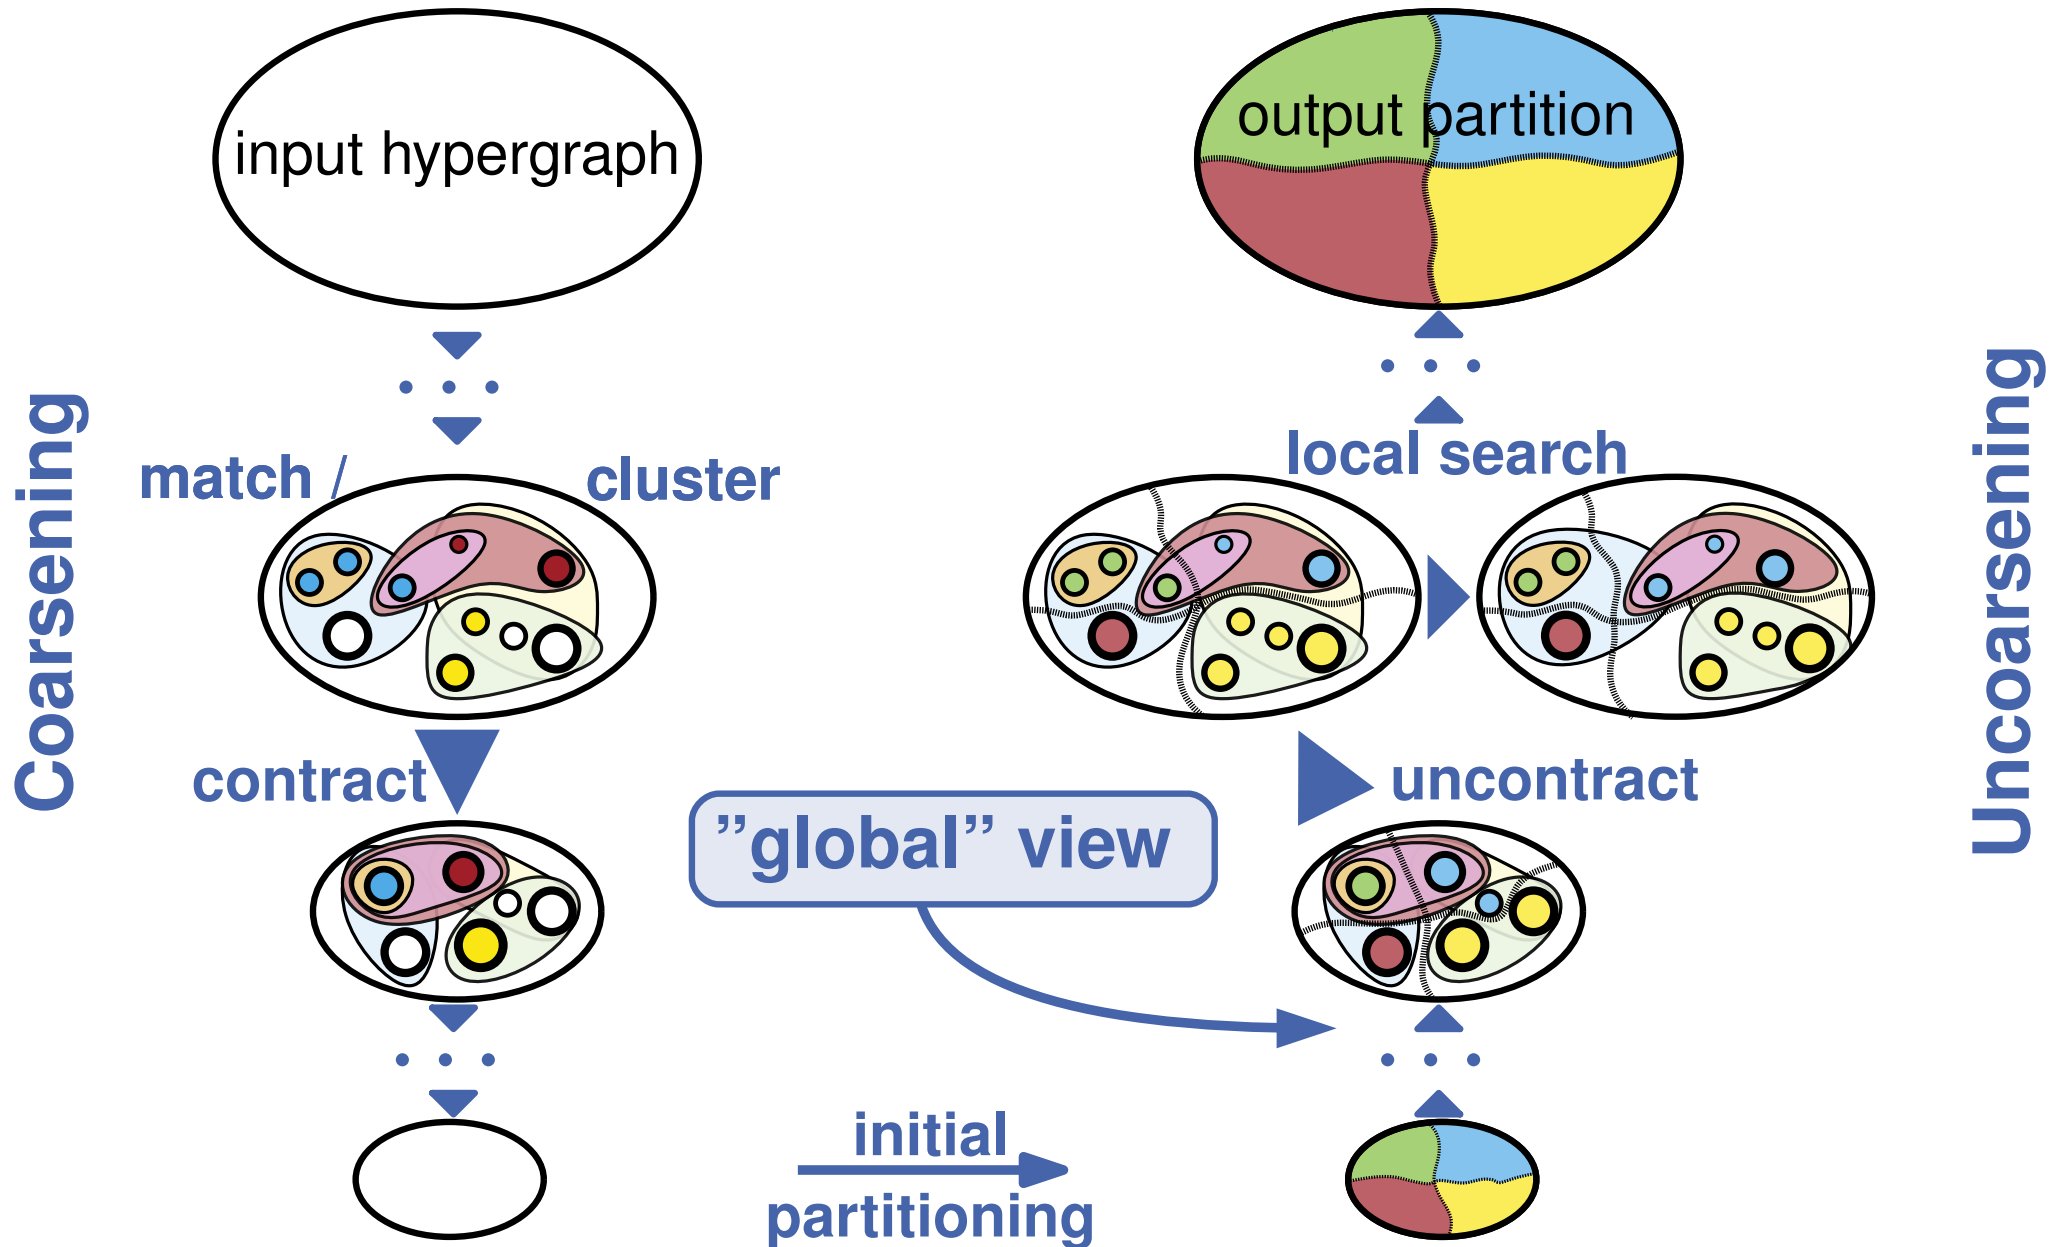 input hypergraph
output partition
Coarsening
match /
cluster
local search
Uncoarsening
contract
uncontract
”global” view
initial
partitioning